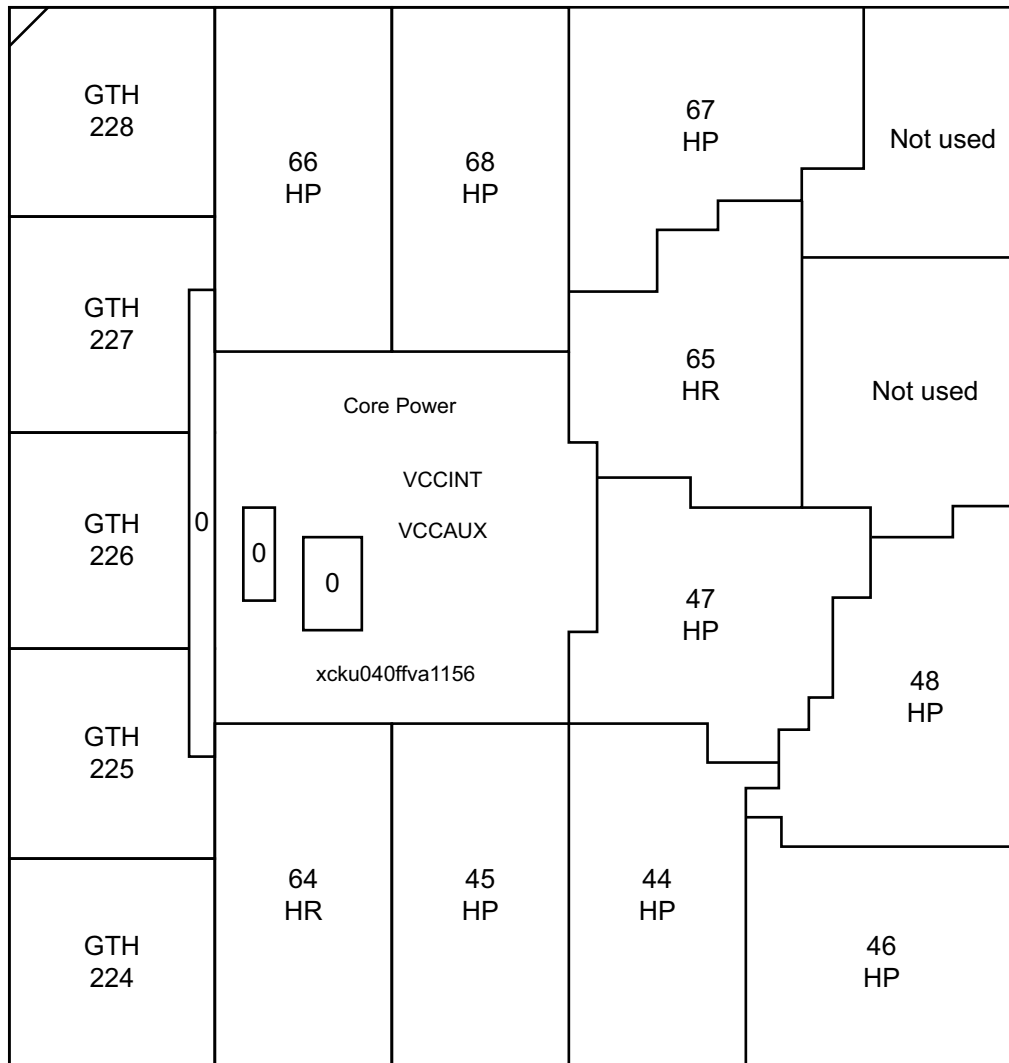 GTH
228
66
HP
68
HP
67
HP
Not used
GTH
227
65
HR
Not used
Core Power
VCCINT
VCCAUX
0
0
0
GTH
226
47
HP
xcku040ffva1156
48
HP
GTH
225
64
HR
45
HP
44
HP
46
HP
GTH
224